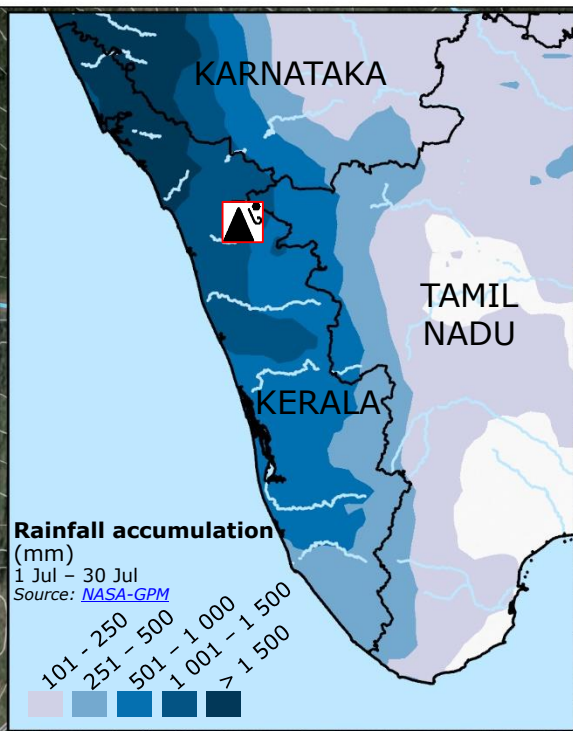 KARNATAKA
TAMIL
NADU
KERALA
Rainfall accumulation
(mm)
1 Jul – 30 Jul
Source: NASA-GPM
101 - 250
251 – 500
501 – 1 000
1 001 – 1 500
> 1 500